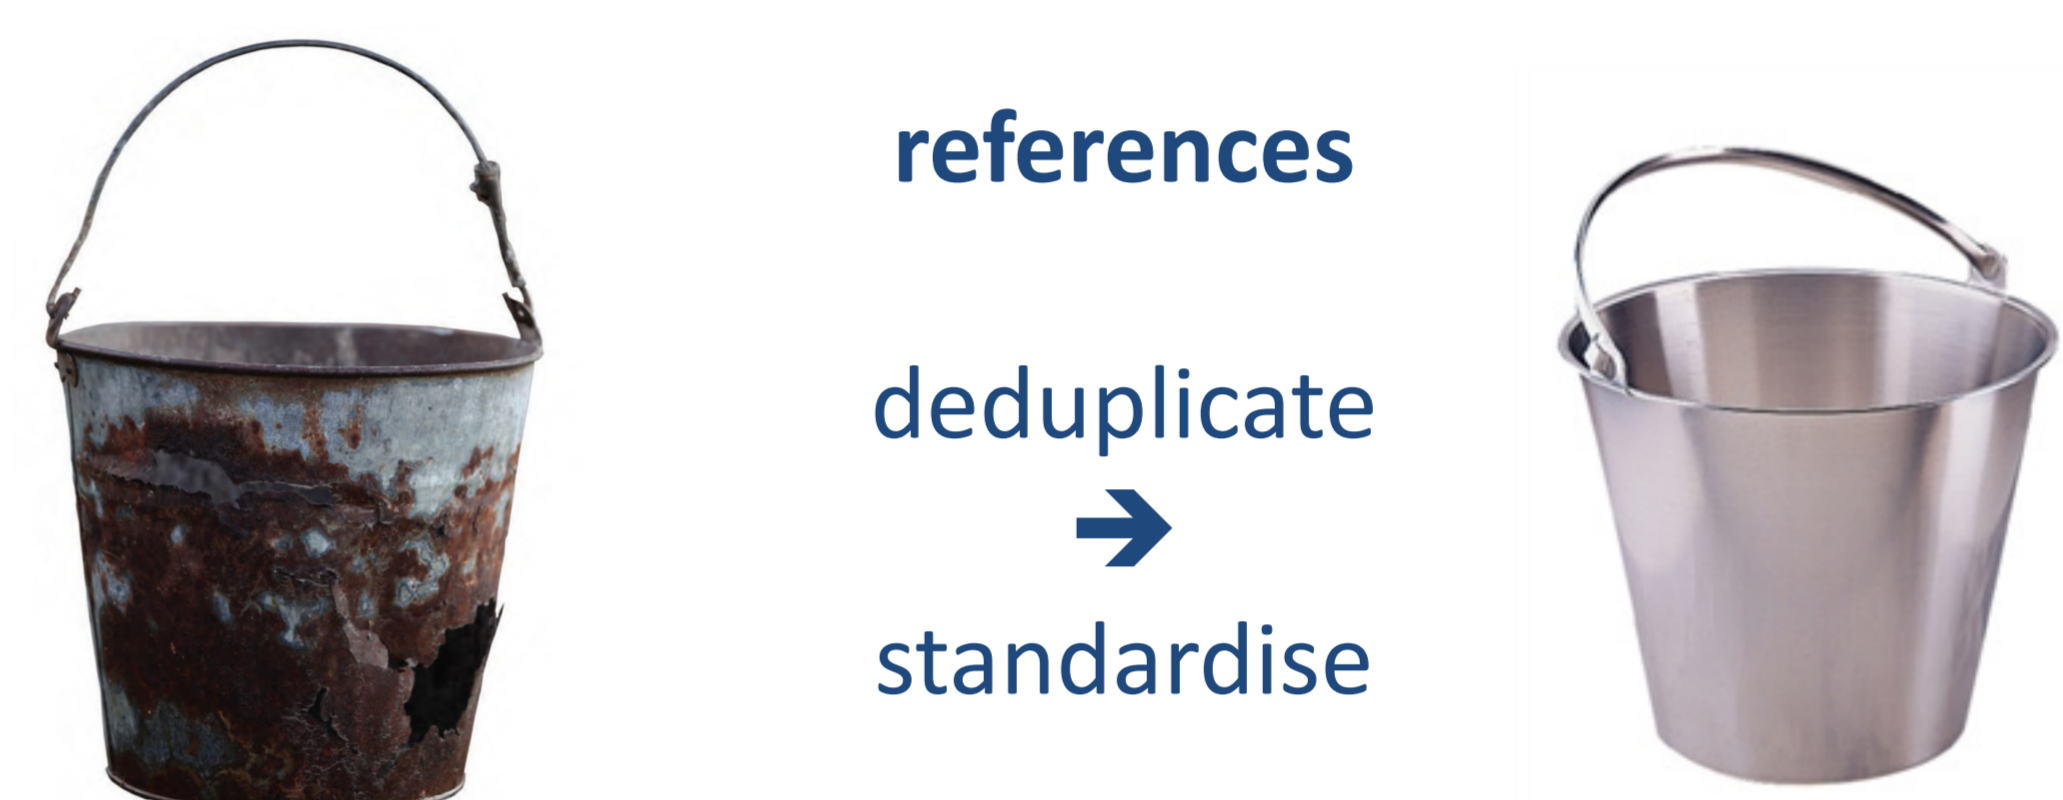 references
deduplicate
➔
standardise